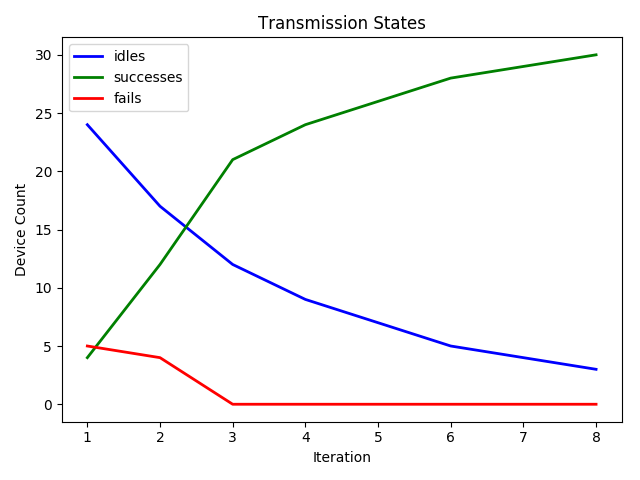 Transmission States
idles
successes
fails
Device Count
30
25
20
15
10
5
0
1 2 3 4 5 6 7 8
Iteration